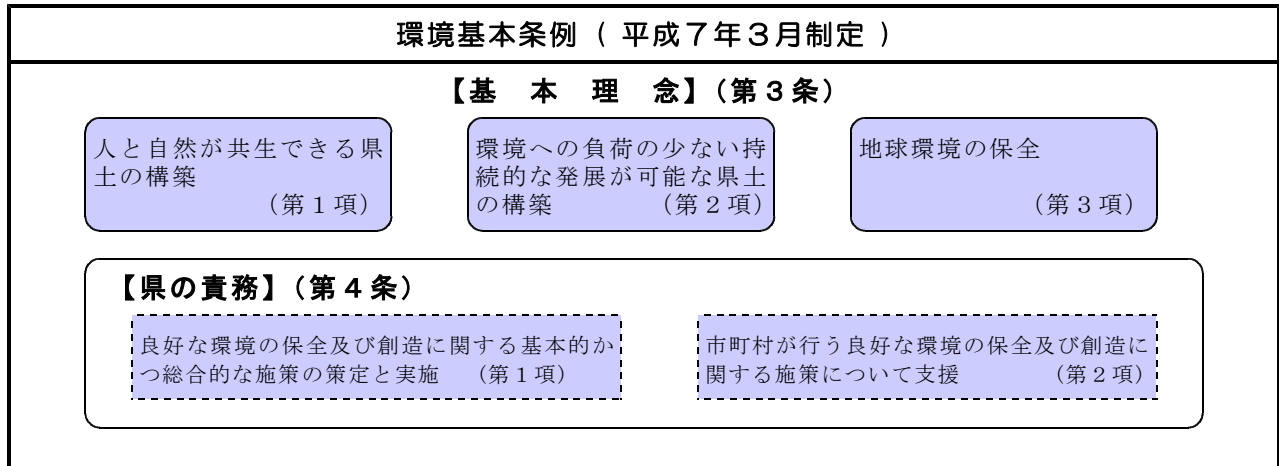 環境基本条例（平成７年３月制定）
【基　本　理　念】（第３条）
人と自然が共生できる県
土の構築
（第１項）
環境への負荷の少ない持
続的な発展が可能な県土
の構築　　　（第２項）
地球環境の保全
（第３項）
【県の責務】（第４条）
良好な環境の保全及び創造に関する基本的か
つ総合的な施策の策定と実施　（第１項）
市町村が行う良好な環境の保全及び創造に
関する施策について支援　　　（第２項）